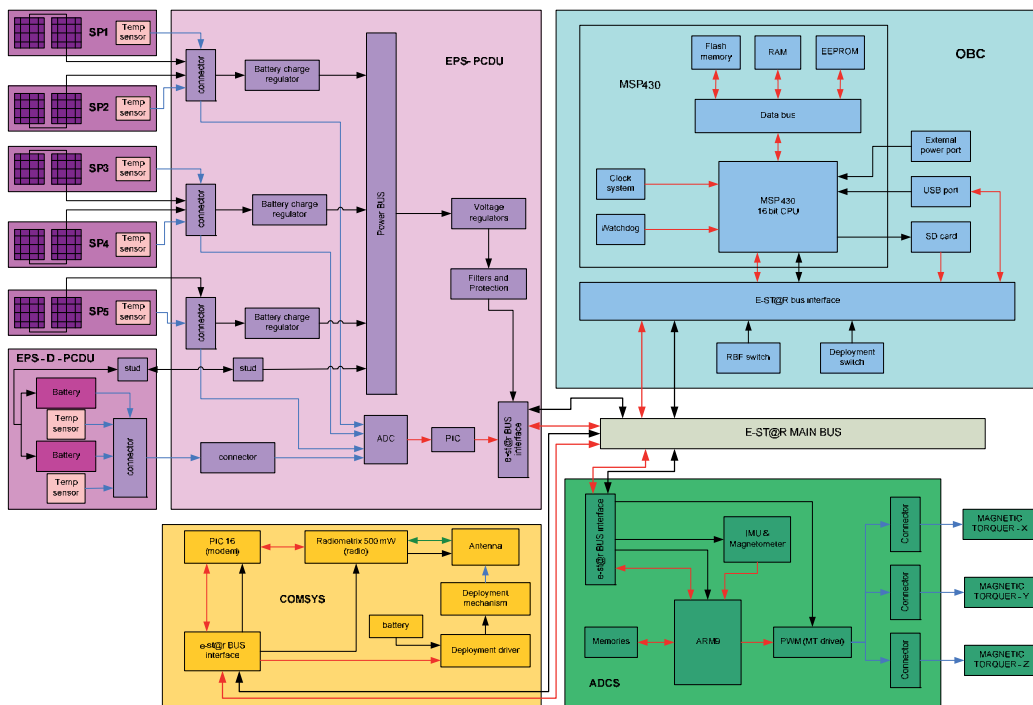 SP1
Temp
sensor
SP2
Temp
sensor
SP3
Temp
sensor
SP4
Temp
sensor
SP5
Temp
sensor
EPS- PCDU
connector
Battery charge
regulator
connector
Battery charge
regulator
connector
Battery charge
regulator
Power BUS
Voltage
regulators
Filters and
Protection
stud
ADC
PIC
e-st@r BUS
interface
connector
EPS - D - PCDU
stud
Battery
Temp
sensor
Battery
Temp
sensor
connector
OBC
MSP430
Flash
memory
RAM
EEPROM
Data bus
Clock
system
Watchdog
MSP430
16 bit CPU
External
power port
USB port
SD card
E-ST@R bus interface
RBF switch
Deployment
switch
E-ST@R MAIN BUS
PIC 16
(modem)
Radiometrix 500 mW
(radio)
Antenna
COMSYS
Deployment
mechanism
battery
e-st@r BUS
interface
Deployment driver
e-st@r BUS interface
IMU &
Magnetometer
Memories
ARM9
PWM (MT driver)
ADCS
Connector
Connector
Connector
MAGNETIC
TORQUER - X
MAGNETIC
TORQUER - Y
MAGNETIC
TORQUER - Z